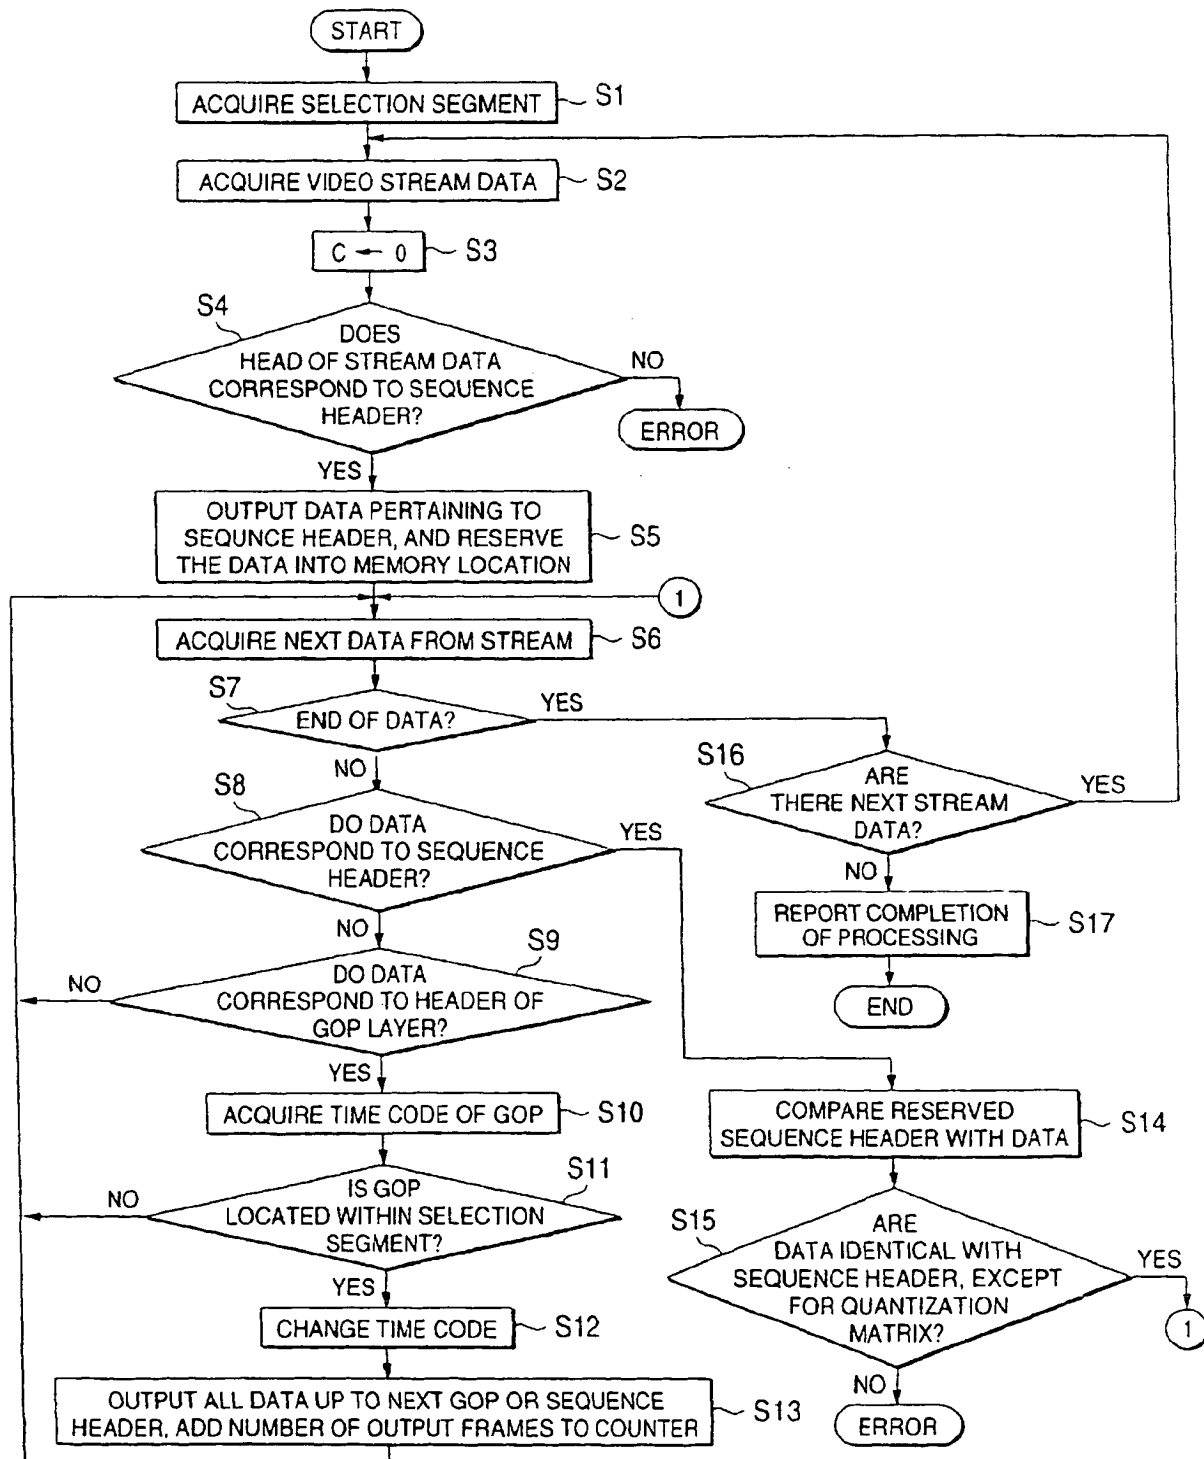 START
ACQUIRE SELECTION SEGMENT
S1
ACQUIRE VIDEO STREAM DATA
S2
C ← 0
S3
S4
DOES
HEAD OF STREAM DATA
CORRESPOND TO SEQUENCE
HEADER?
NO
ERROR
YES
OUTPUT DATA PERTAINING TO
SEQUNCE HEADER, AND RESERVE
THE DATA INTO MEMORY LOCATION
S5
1
ACQUIRE NEXT DATA FROM STREAM
S6
S7
END OF DATA?
YES
NO
S16
ARE
THERE NEXT STREAM
DATA?
YES
NO
REPORT COMPLETION
OF PROCESSING
S17
END
S8
DO DATA
CORRESPOND TO SEQUENCE
HEADER?
YES
NO
S9
DO DATA
CORRESPOND TO HEADER OF
GOP LAYER?
NO
YES
ACQUIRE TIME CODE OF GOP
S10
S11
IS GOP
LOCATED WITHIN SELECTION
SEGMENT?
NO
YES
CHANGE TIME CODE
S12
OUTPUT ALL DATA UP TO NEXT GOP OR SEQUENCE
HEADER, ADD NUMBER OF OUTPUT FRAMES TO COUNTER
S13
COMPARE RESERVED
SEQUENCE HEADER WITH DATA
S14
S15
ARE
DATA IDENTICAL WITH
SEQUENCE HEADER, EXCEPT
FOR QUANTIZATION
MATRIX?
YES
1
NO
ERROR